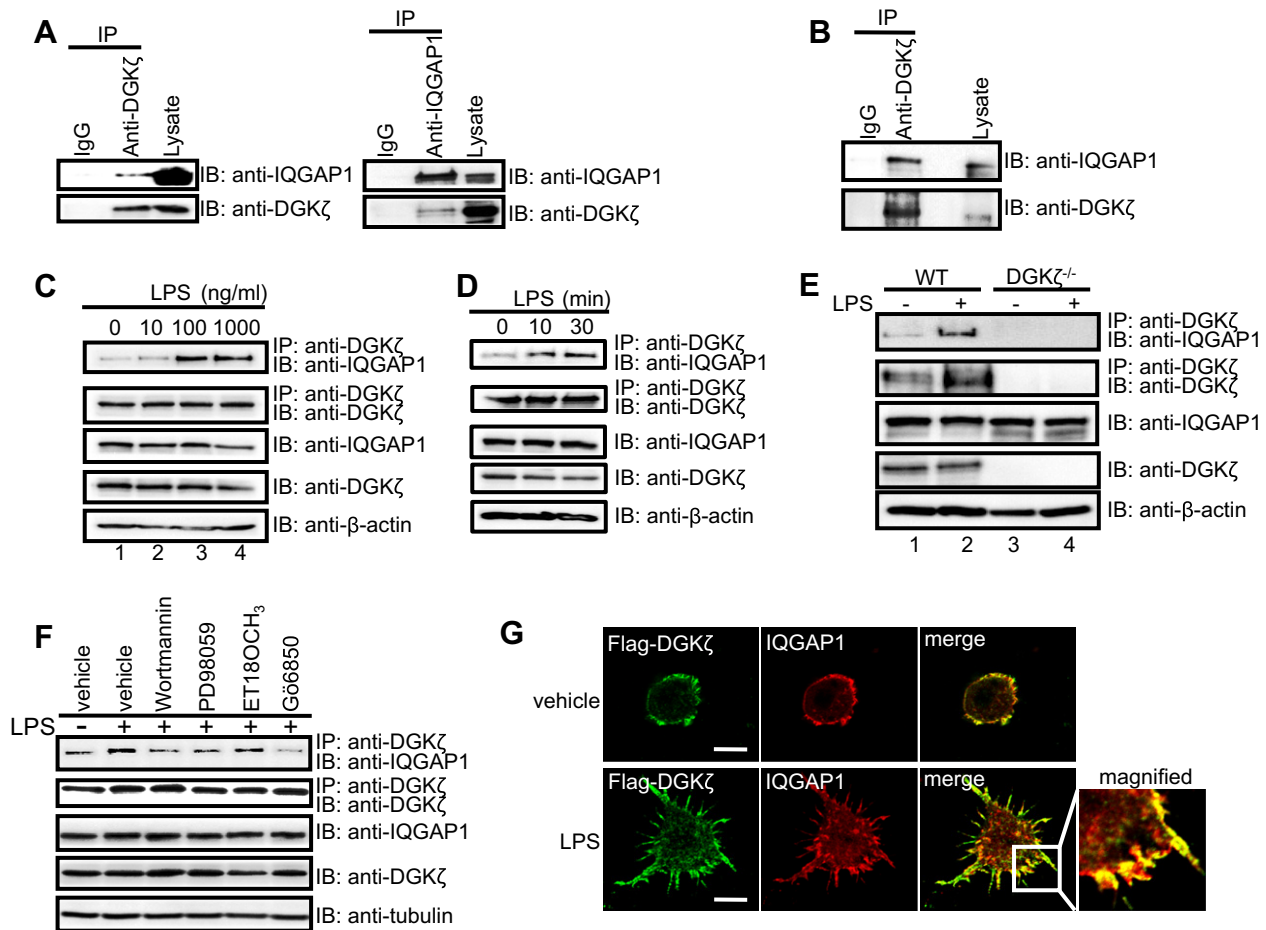 A
IP
IgG
Anti-DGKζ
Lysate
IB: anti-IQGAP1
IB: anti-DGKζ
IP
IgG
Anti-IQGAP1
Lysate
IB: anti-IQGAP1
IB: anti-DGKζ
B
IP
IgG
Anti-DGKζ
Lysate
IB: anti-IQGAP1
IB: anti-DGKζ
C
LPS (ng/ml)
0 10 100 1000
IP: anti-DGKζ
IB: anti-IQGAP1
IP: anti-DGKζ
IB: anti-DGKζ
IB: anti-IQGAP1
IB: anti-DGKζ
IB: anti-β-actin
1 2 3 4
D
LPS (min)
0 10 30
IP: anti-DGKζ
IB: anti-IQGAP1
IP: anti-DGKζ
IB: anti-DGKζ
IB: anti-IQGAP1
IB: anti-DGKζ
IB: anti-β-actin
E
WT DGKζ-/-
LPS - + - +
IP: anti-DGKζ
IB: anti-IQGAP1
IP: anti-DGKζ
IB: anti-DGKζ
IB: anti-IQGAP1
IB: anti-DGKζ
IB: anti-β-actin
1 2 3 4
F
vehicle
vehicle
Wortmannin
PD98059
ET18OCH3
Gö6850
LPS - + + + + +
IP: anti-DGKζ
IB: anti-IQGAP1
IP: anti-DGKζ
IB: anti-DGKζ
IB: anti-IQGAP1
IB: anti-DGKζ
IB: anti-tubulin
G
Flag-DGKζ IQGAP1 merge
vehicle
Flag-DGKζ IQGAP1 merge magnified
LPS